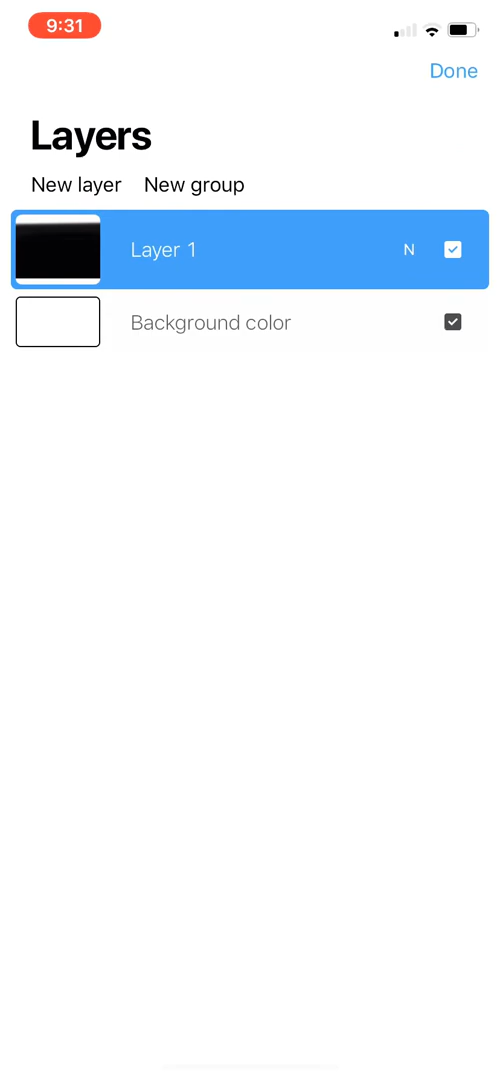 9:31
Done
Layers
New layer New group
Layer 1 N
Background color